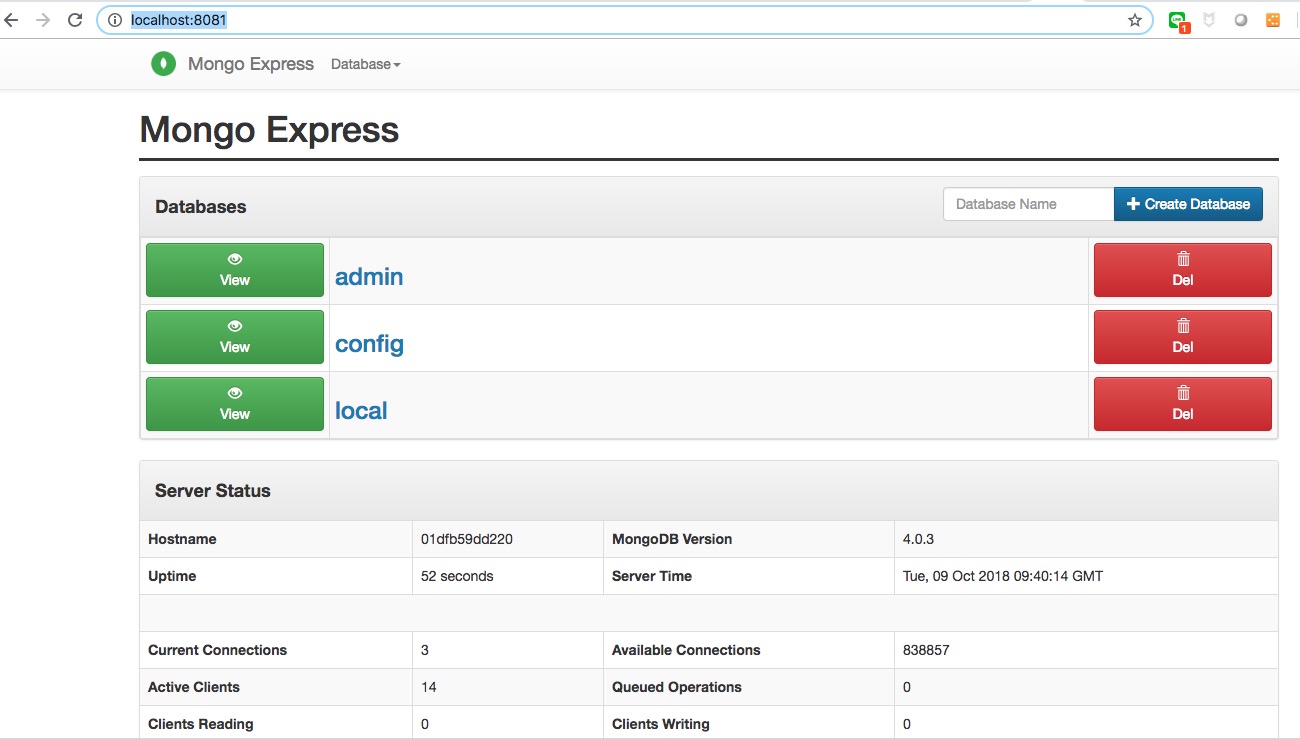 localhost:8081
1
Mongo Express Database
Mongo Express
Databases Database Name Create Database
View admin Del
View config Del
View local Del
Server Status
Hostname 01dfb59dd220 MongoDB Version 4.0.3
Uptime 52 seconds Server Time Tue, 09 Oct 2018 09:40:14 GMT
Current Connections 3 Available Connections 838857
Active Clients 14 Queued Operations 0
Clients Reading 0 Clients Writing 0